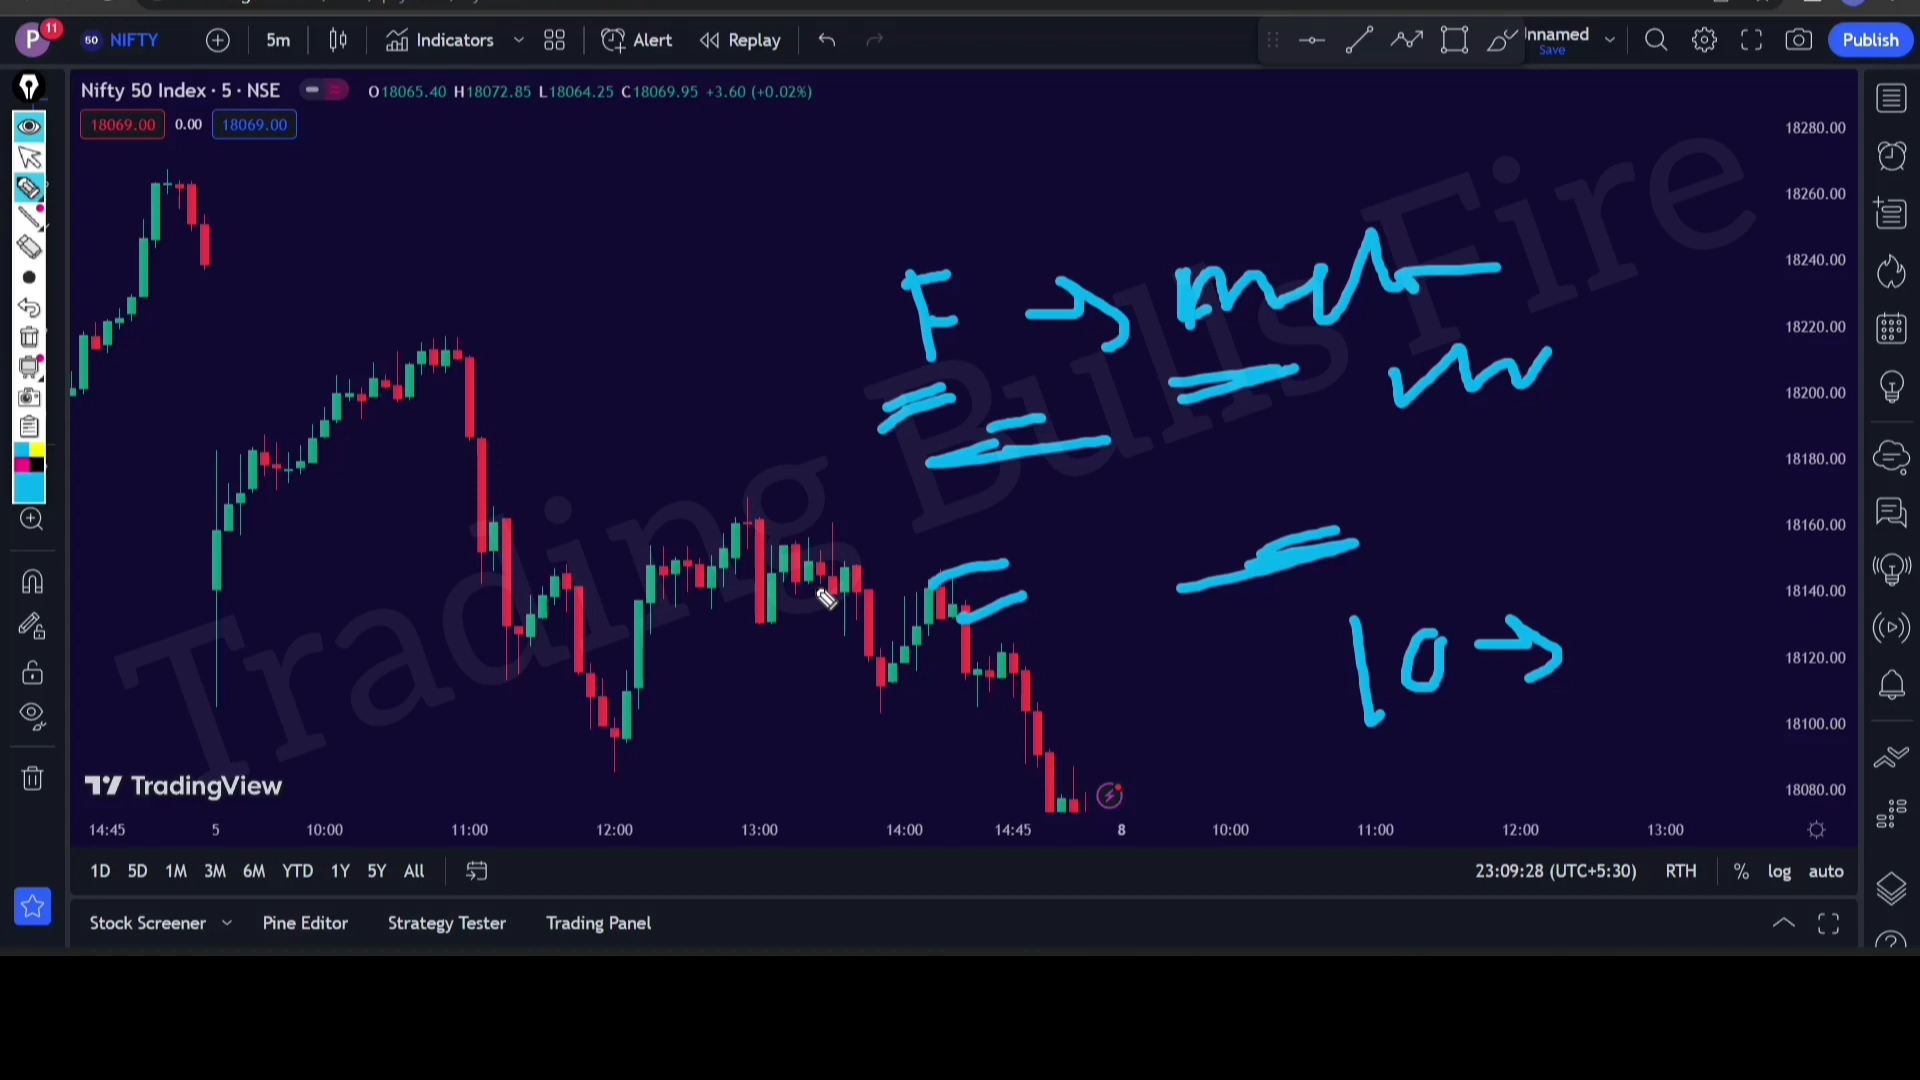 P 11 50 NIFTY 5m Indicators Alert Replay Save Publish
Nifty 50 Index · 5 · NSE O18065.40 H18072.85 L18064.25 C18069.95 +3.60 (+0.02%)
18069.00 0.00 18069.00
18280.00
18260.00
18240.00
18220.00
18200.00
18180.00
18160.00
18140.00
18120.00
18100.00
18080.00
Trading Bulls Fire
F →
10 →
TradingView
14:45 5 10:00 11:00 12:00 13:00 14:00 14:45 8 10:00 11:00 12:00 13:00
1D 5D 1M 3M 6M YTD 1Y 5Y All 23:09:28 (UTC+5:30) RTH % log auto
Stock Screener Pine Editor Strategy Tester Trading Panel